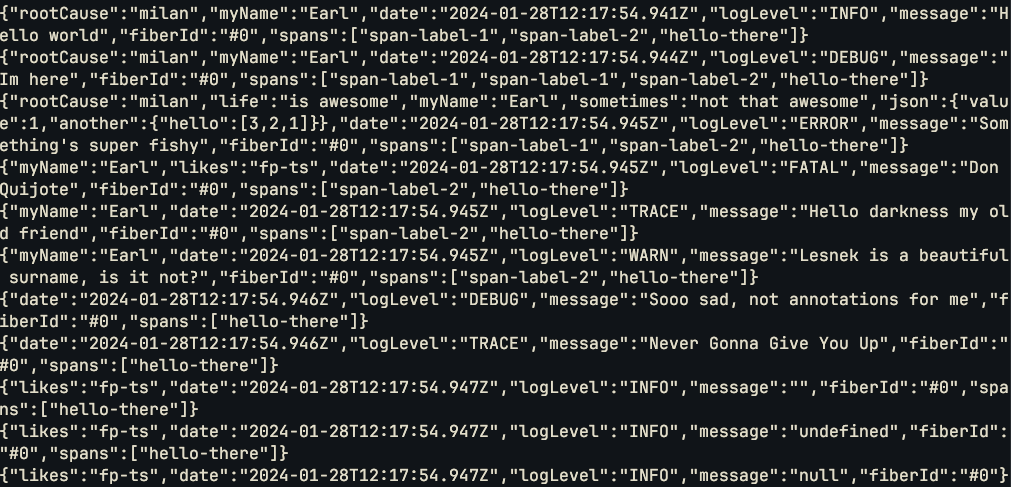 {"rootCause":"milan","myName":"Earl","date":"2024-01-28T12:17:54.941Z","logLevel":"INFO","message":"H
ello world","fiberId":"#0","spans":["span-label-1","span-label-2","hello-there"]}
{"rootCause":"milan","myName":"Earl","date":"2024-01-28T12:17:54.944Z","logLevel":"DEBUG","message":"
Im here","fiberId":"#0","spans":["span-label-1","span-label-1","span-label-2","hello-there"]}
{"rootCause":"milan","life":"is awesome","myName":"Earl","sometimes":"not that awesome","json":{"valu
e":1,"another":{"hello":[3,2,1]}},"date":"2024-01-28T12:17:54.945Z","logLevel":"ERROR","message":"Som
ething's super fishy","fiberId":"#0","spans":["span-label-1","span-label-2","hello-there"]}
{"myName":"Earl","likes":"fp-ts","date":"2024-01-28T12:17:54.945Z","logLevel":"FATAL","message":"Don 
Quijote","fiberId":"#0","spans":["span-label-2","hello-there"]}
{"myName":"Earl","date":"2024-01-28T12:17:54.945Z","logLevel":"TRACE","message":"Hello darkness my ol
d friend","fiberId":"#0","spans":["span-label-2","hello-there"]}
{"myName":"Earl","date":"2024-01-28T12:17:54.945Z","logLevel":"WARN","message":"Lesnek is a beautiful
 surname, is it not?","fiberId":"#0","spans":["span-label-2","hello-there"]}
{"date":"2024-01-28T12:17:54.946Z","logLevel":"DEBUG","message":"Sooo sad, not annotations for me","f
iberId":"#0","spans":["hello-there"]}
{"date":"2024-01-28T12:17:54.946Z","logLevel":"TRACE","message":"Never Gonna Give You Up","fiberId":"
#0","spans":["hello-there"]}
{"likes":"fp-ts","date":"2024-01-28T12:17:54.947Z","logLevel":"INFO","message":"","fiberId":"#0","spa
ns":["hello-there"]}
{"likes":"fp-ts","date":"2024-01-28T12:17:54.947Z","logLevel":"INFO","message":"undefined","fiberId":
"#0","spans":["hello-there"]}
{"likes":"fp-ts","date":"2024-01-28T12:17:54.947Z","logLevel":"INFO","message":"null","fiberId":"#0"}